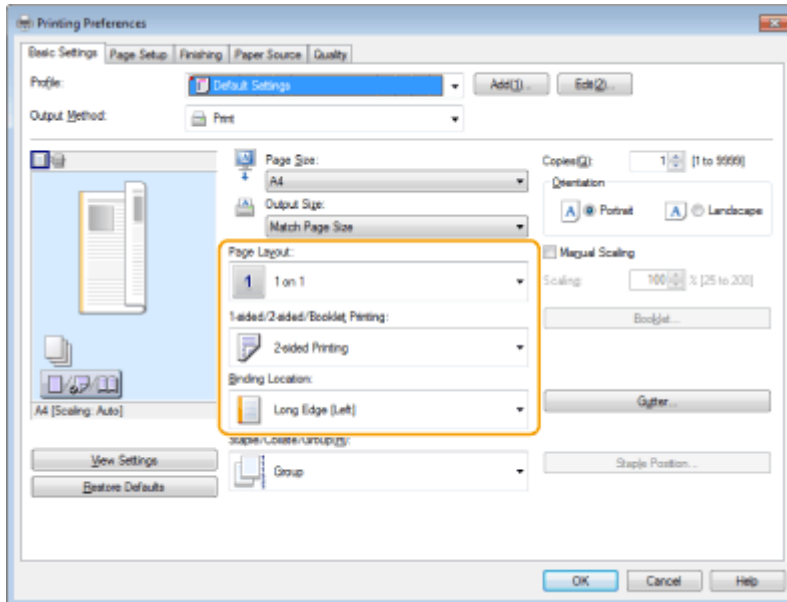 Printing Preferences
Basic Settings Page Setup Finishing Paper Source Quality
Profile: Default Settings Add(1)... Edit(2)...
Output Method: Print
Page Size: Copies(Q): 1 [1 to 9999]
A4 Orientation
Output Size: A Portrait A Landscape
Match Page Size
Page Layout: Manual Scaling
1 1 on 1 Scaling: 100 % [25 to 200]
1-sided/2-sided/Booklet Printing: Booklet...
2-sided Printing
Binding Location:
Long Edge (Left) Gutter...
A4 [Scaling: Auto]
Staple/Collate/Group(R):
View Settings Group Staple Position...
Restore Defaults
OK Cancel Help